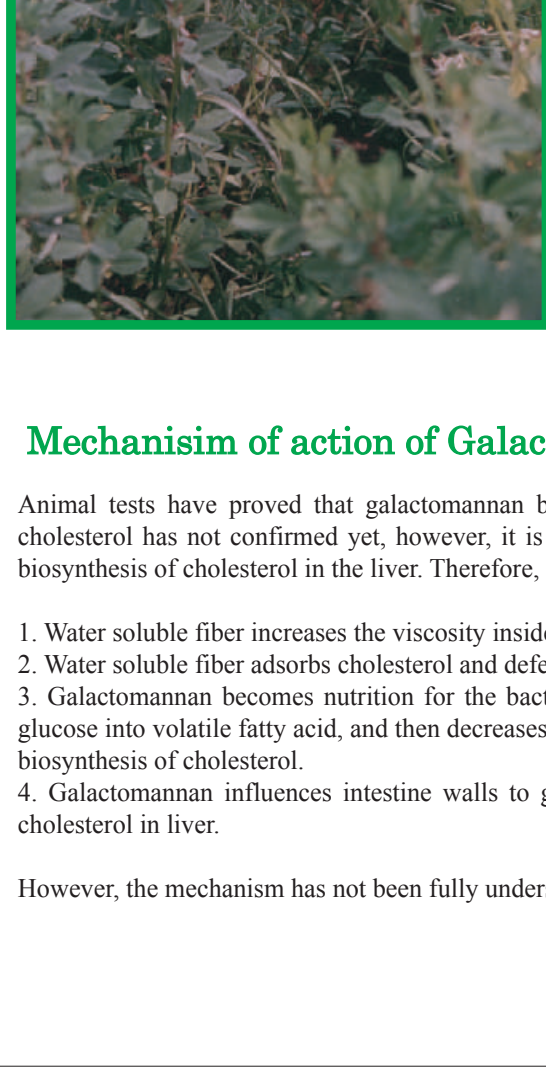 Mechanisim of action of Galac
Animal tests have proved that galactomannan b
cholesterol has not confirmed yet, however, it is
biosynthesis of cholesterol in the liver. Therefore,
1. Water soluble fiber increases the viscosity inside
2. Water soluble fiber adsorbs cholesterol and defe
3. Galactomannan becomes nutrition for the bact
glucose into volatile fatty acid, and then decreases
biosynthesis of cholesterol.
4. Galactomannan influences intestine walls to g
cholesterol in liver.
However, the mechanism has not been fully under